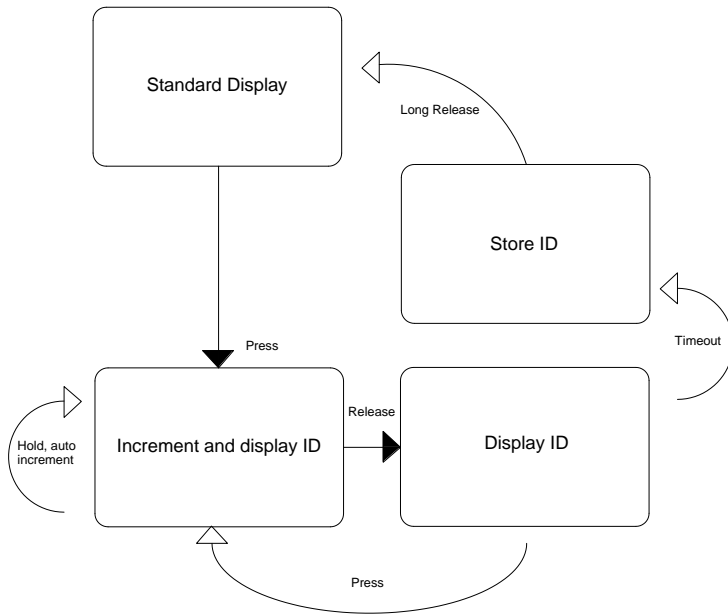 Standard Display
Long Release
Store ID
Timeout
Press
Release
Hold, auto
increment
Increment and display ID
Display ID
Press